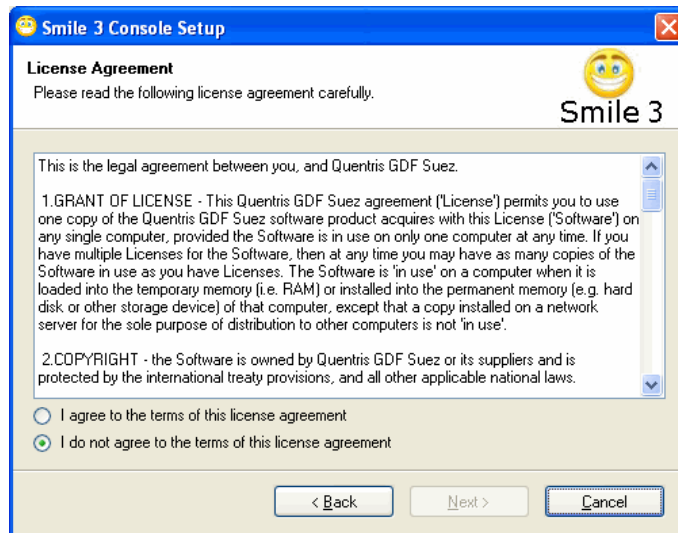 Smile 3 Console Setup
License Agreement
Please read the following license agreement carefully.
Smile 3
This is the legal agreement between you, and Quentris GDF Suez.
1.GRANT OF LICENSE - This Quentris GDF Suez agreement ('License') permits you to use
one copy of the Quentris GDF Suez software product acquires with this License ('Software') on
any single computer, provided the Software is in use on only one computer at any time. If you
have multiple Licenses for the Software, then at any time you may have as many copies of the
Software in use as you have Licenses. The Software is 'in use' on a computer when it is
loaded into the temporary memory (i.e. RAM) or installed into the permanent memory (e.g. hard
disk or other storage device) of that computer, except that a copy installed on a network
server for the sole purpose of distribution to other computers is not 'in use'.
2.COPYRIGHT - the Software is owned by Quentris GDF Suez or its suppliers and is
protected by the international treaty provisions, and all other applicable national laws.
I agree to the terms of this license agreement
I do not agree to the terms of this license agreement
< Back
Next >
Cancel